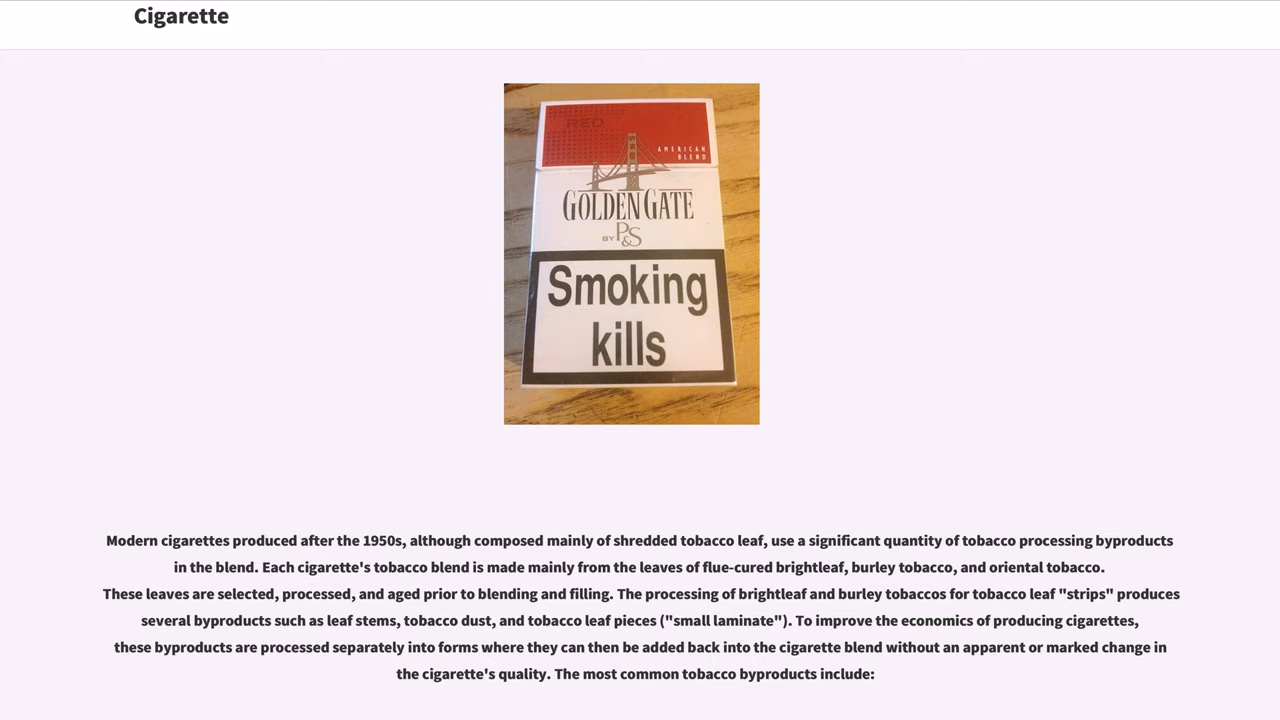 Cigarette
RED
AMERICAN
BLEND
GOLDEN GATE
BY P&S
Smoking
kills
Modern cigarettes produced after the 1950s, although composed mainly of shredded tobacco leaf, use a significant quantity of tobacco processing byproducts
in the blend. Each cigarette's tobacco blend is made mainly from the leaves of flue-cured brightleaf, burley tobacco, and oriental tobacco.
These leaves are selected, processed, and aged prior to blending and filling. The processing of brightleaf and burley tobaccos for tobacco leaf "strips" produces
several byproducts such as leaf stems, tobacco dust, and tobacco leaf pieces ("small laminate"). To improve the economics of producing cigarettes,
these byproducts are processed separately into forms where they can then be added back into the cigarette blend without an apparent or marked change in
the cigarette's quality. The most common tobacco byproducts include: